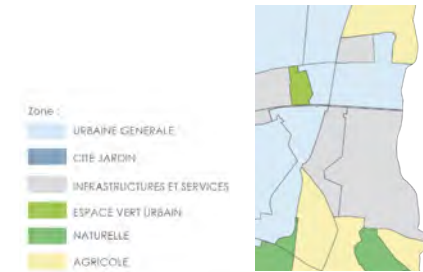 Zone :
URBAINE GENERALE
CITE JARDIN
INFRASTRUCTURES ET SERVICES
ESPACE VERT URBAIN
NATURELLE
AGRICOLE